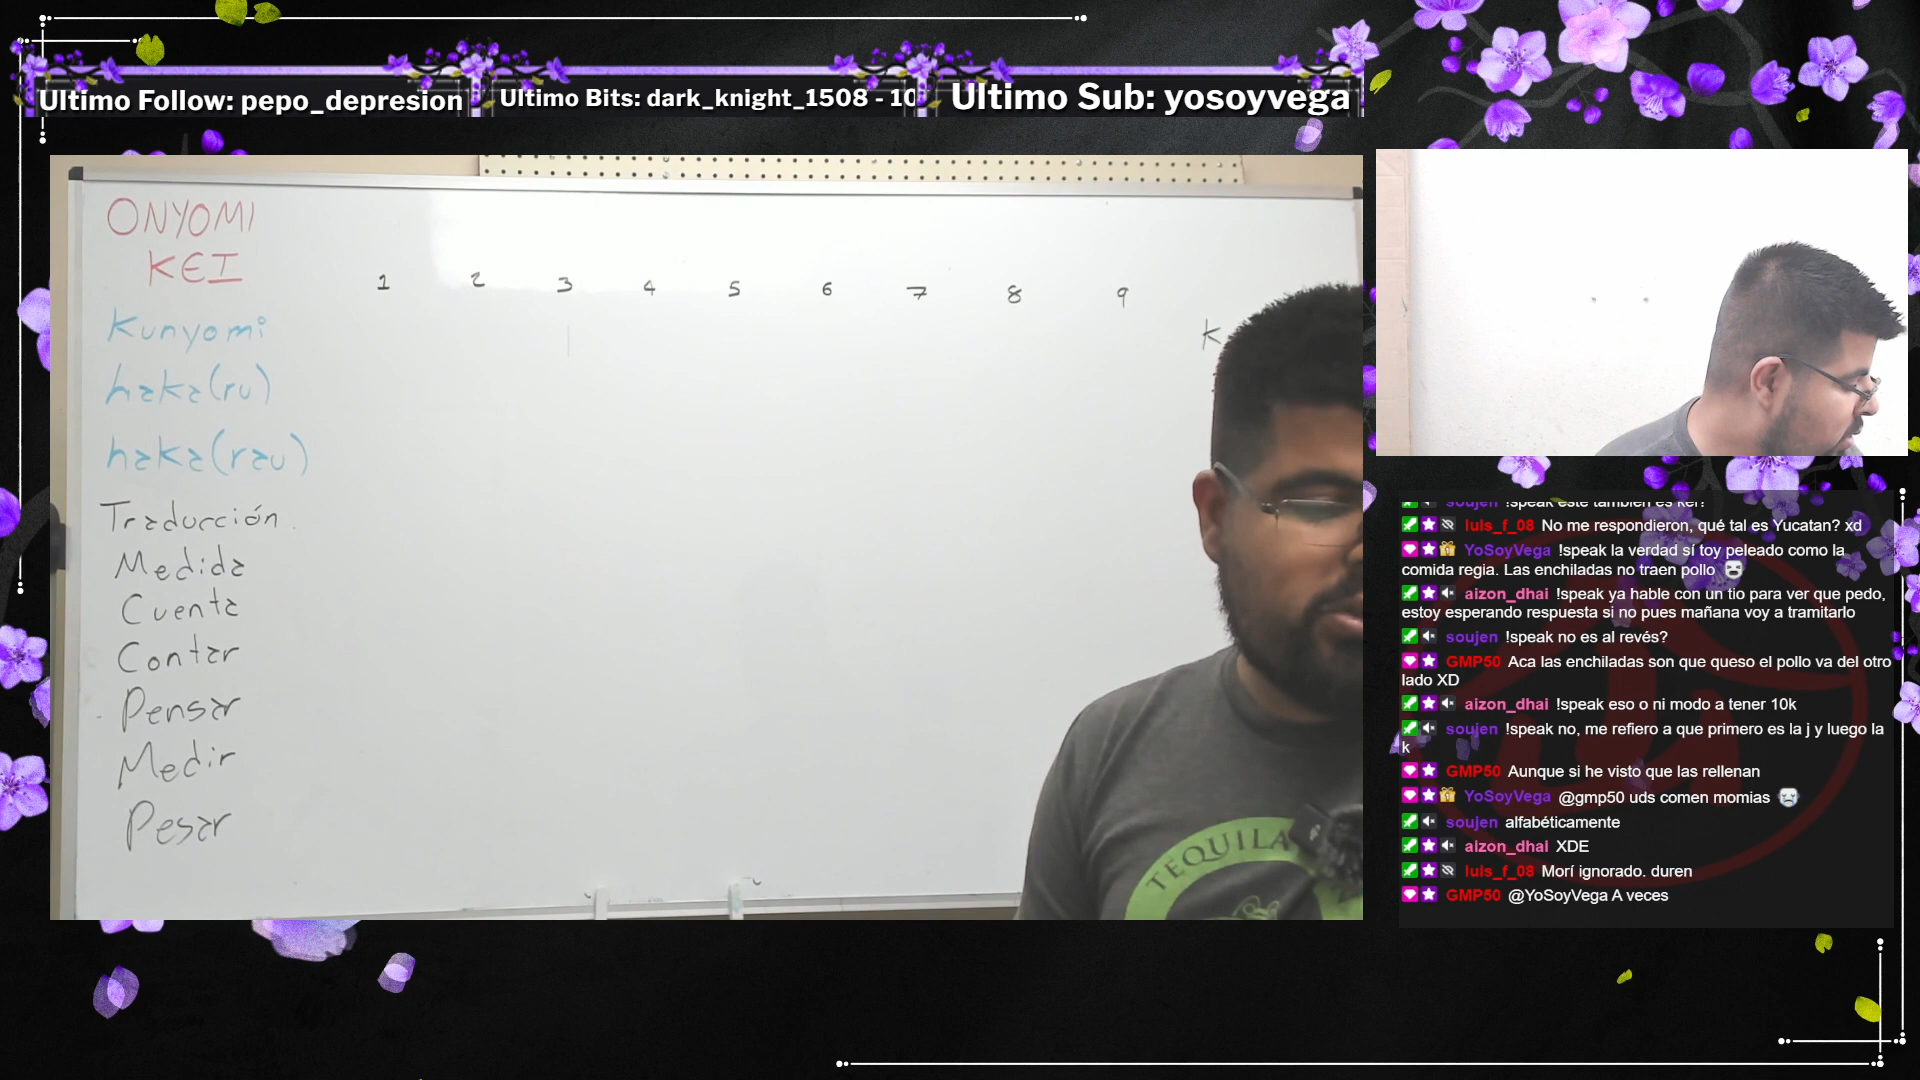 Ultimo Follow: pepo_depresion
Ultimo Bits: dark_knight_1508 - 10
Ultimo Sub: yosoyvega
ONYOMI
KEI
Kunyomi
haka(ru)
haka(rau)
Traducción
Medida
Cuenta
Contar
Pensar
Medir
Pesar
1 2 3 4 5 6 7 8 9
K
TEQUILA
soujen !speak este también es kei?
luis_f_08 No me respondieron, qué tal es Yucatan? xd
YoSoyVega !speak la verdad sí toy peleado como la
comida regia. Las enchiladas no traen pollo
aizon_dhai !speak ya hable con un tio para ver que pedo,
estoy esperando respuesta si no pues mañana voy a tramitarlo
soujen !speak no es al revés?
GMP50 Aca las enchiladas son que queso el pollo va del otro
lado XD
aizon_dhai !speak eso o ni modo a tener 10k
soujen !speak no, me refiero a que primero es la j y luego la
k
GMP50 Aunque si he visto que las rellenan
YoSoyVega @gmp50 uds comen momias
soujen alfabéticamente
aizon_dhai XDE
luis_f_08 Morí ignorado. duren
GMP50 @YoSoyVega A veces